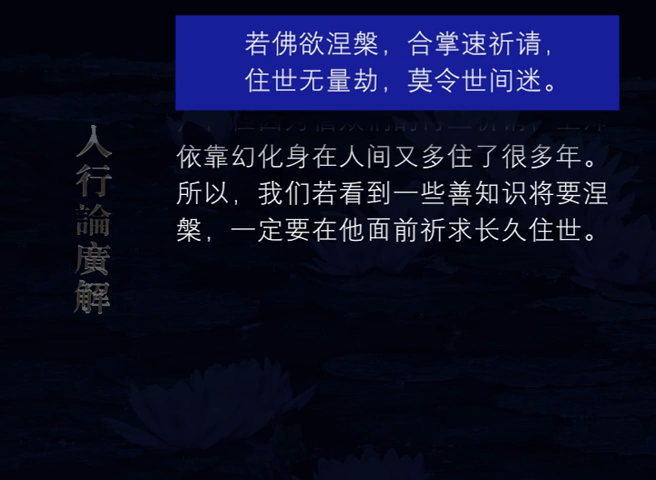 若佛欲涅槃，合掌速祈请，
住世无量劫，莫令世间迷。
依靠幻化身在人间又多住了很多年。
所以，我们若看到一些善知识将要涅
槃，一定要在他面前祈求长久住世。
入
行
論
廣
解